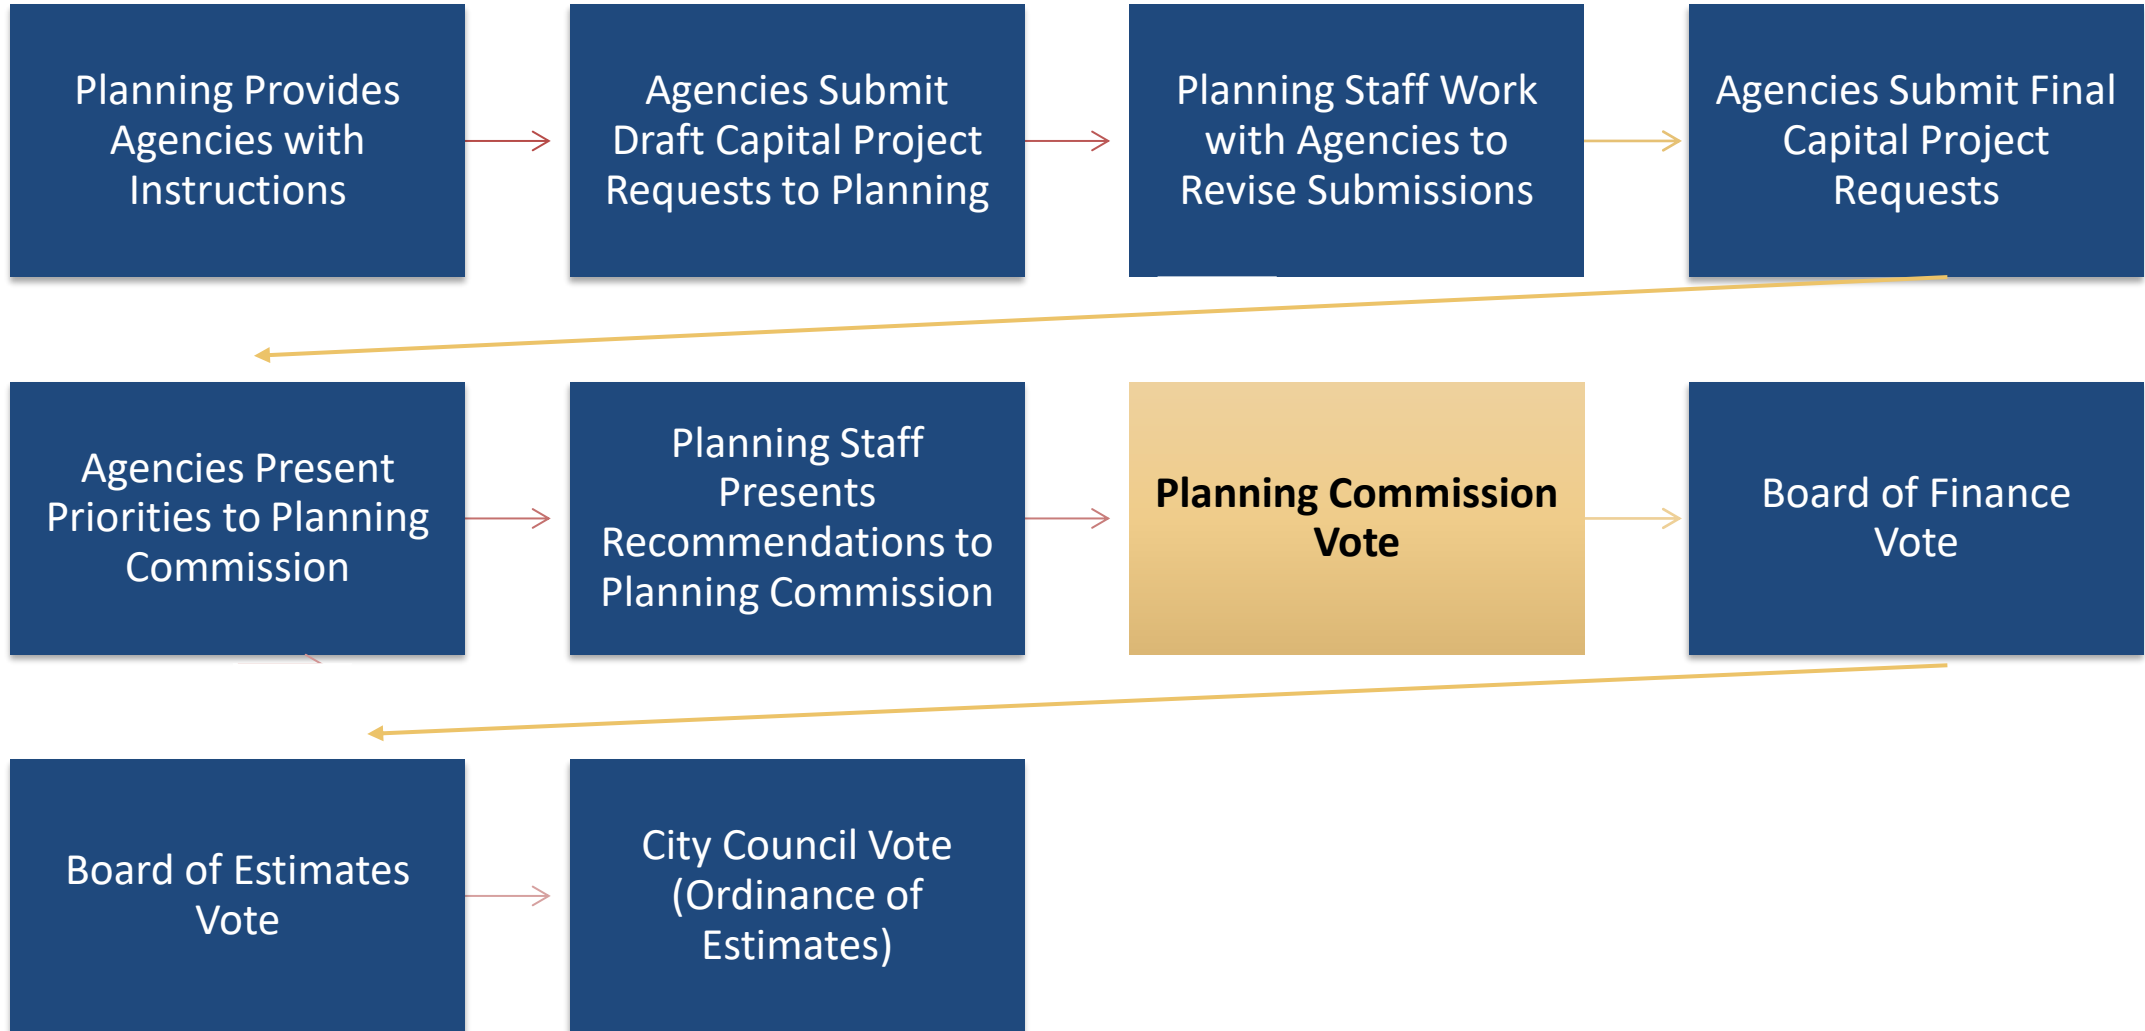 Planning Provides
Agencies with
Instructions
Agencies Submit
Draft Capital Project
Requests to Planning
Planning Staff Work
with Agencies to
Revise Submissions
Agencies Submit Final
Capital Project
Requests
Agencies Present
Priorities to Planning
Commission
Planning Staff
Presents
Recommendations to
Planning Commission
Planning Commission
Vote
Board of Finance
Vote
Board of Estimates
Vote
City Council Vote
(Ordinance of
Estimates)